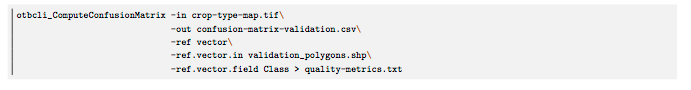 otbcli_ComputeConfusionMatrix -in crop-type-map.tif\
-out confusion-matrix-validation.csv\
-ref vector\
-ref.vector.in validation_polygons.shp\
-ref.vector.field Class > quality-metrics.txt